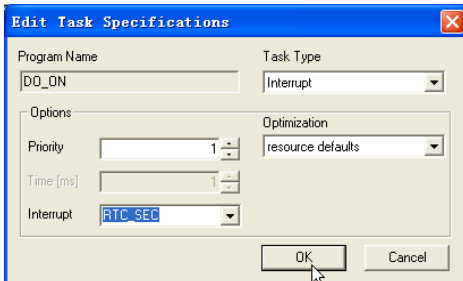 Edit Task Specifications
Program Name
Task Type
DO_ON
Interrupt
Options
Optimization
Priority
1
resource defaults
Time [ms]
1
Interrupt
RTC_SEC
OK
Cancel